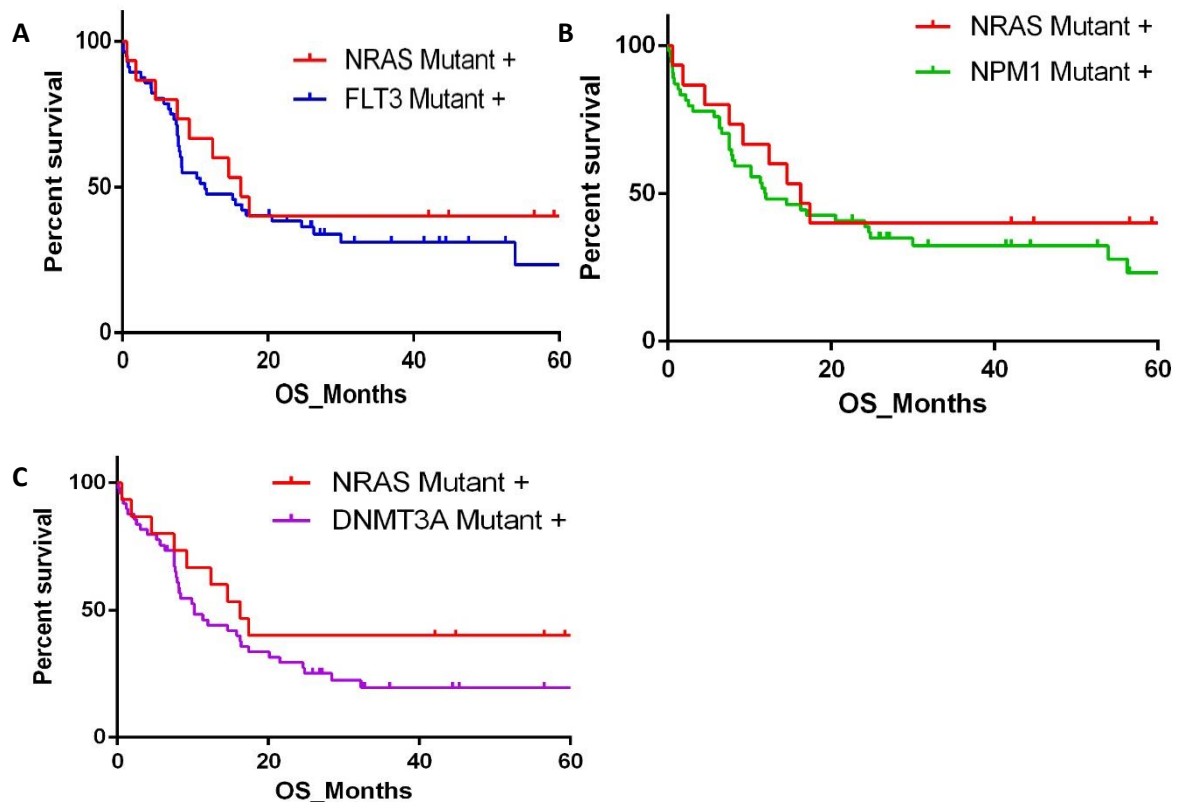 A
NRAS Mutant +
FLT3 Mutant +
Percent survival
100
50
0
0 20 40 60
OS_Months
B
NRAS Mutant +
NPM1 Mutant +
Percent survival
100
50
0
0 20 40 60
OS_Months
C
NRAS Mutant +
DNMT3A Mutant +
Percent survival
100
50
0
0 20 40 60
OS_Months